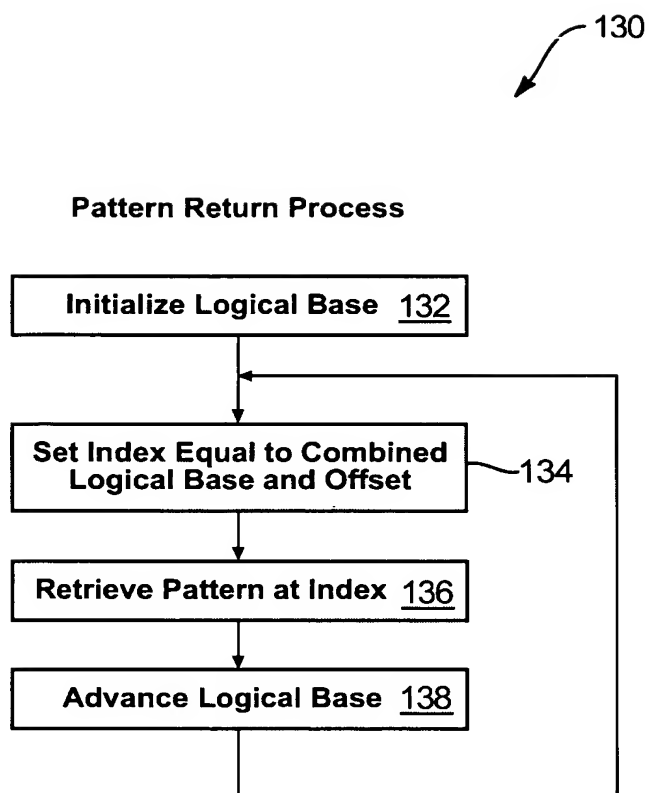 130
Pattern Return Process
Initialize Logical Base 132
Set Index Equal to Combined
Logical Base and Offset
134
Retrieve Pattern at Index 136
Advance Logical Base 138